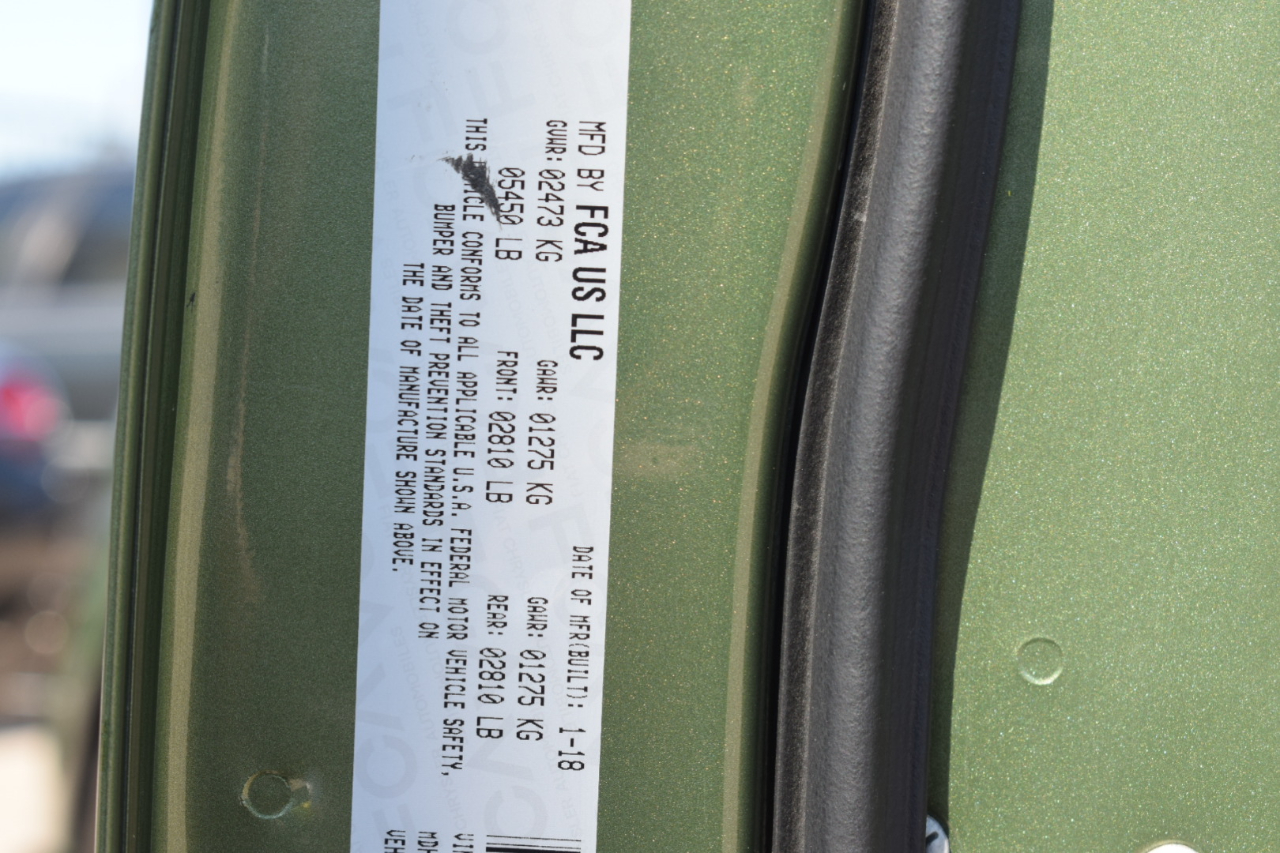 MFD BY FCA US LLC
DATE OF MFR(BUILT): 1-18
GVWR: 02473 KG
GAWR: 01275 KG
GAWR: 01275 KG
05450 LB
FRONT: 02810 LB
REAR: 02810 LB
THIS CONFORMS TO ALL APPLICABLE U.S.A. FEDERAL MOTOR VEHICLE SAFETY,
BUMPER AND THEFT PREVENTION STANDARDS IN EFFECT ON
THE DATE OF MANUFACTURE SHOWN ABOVE.